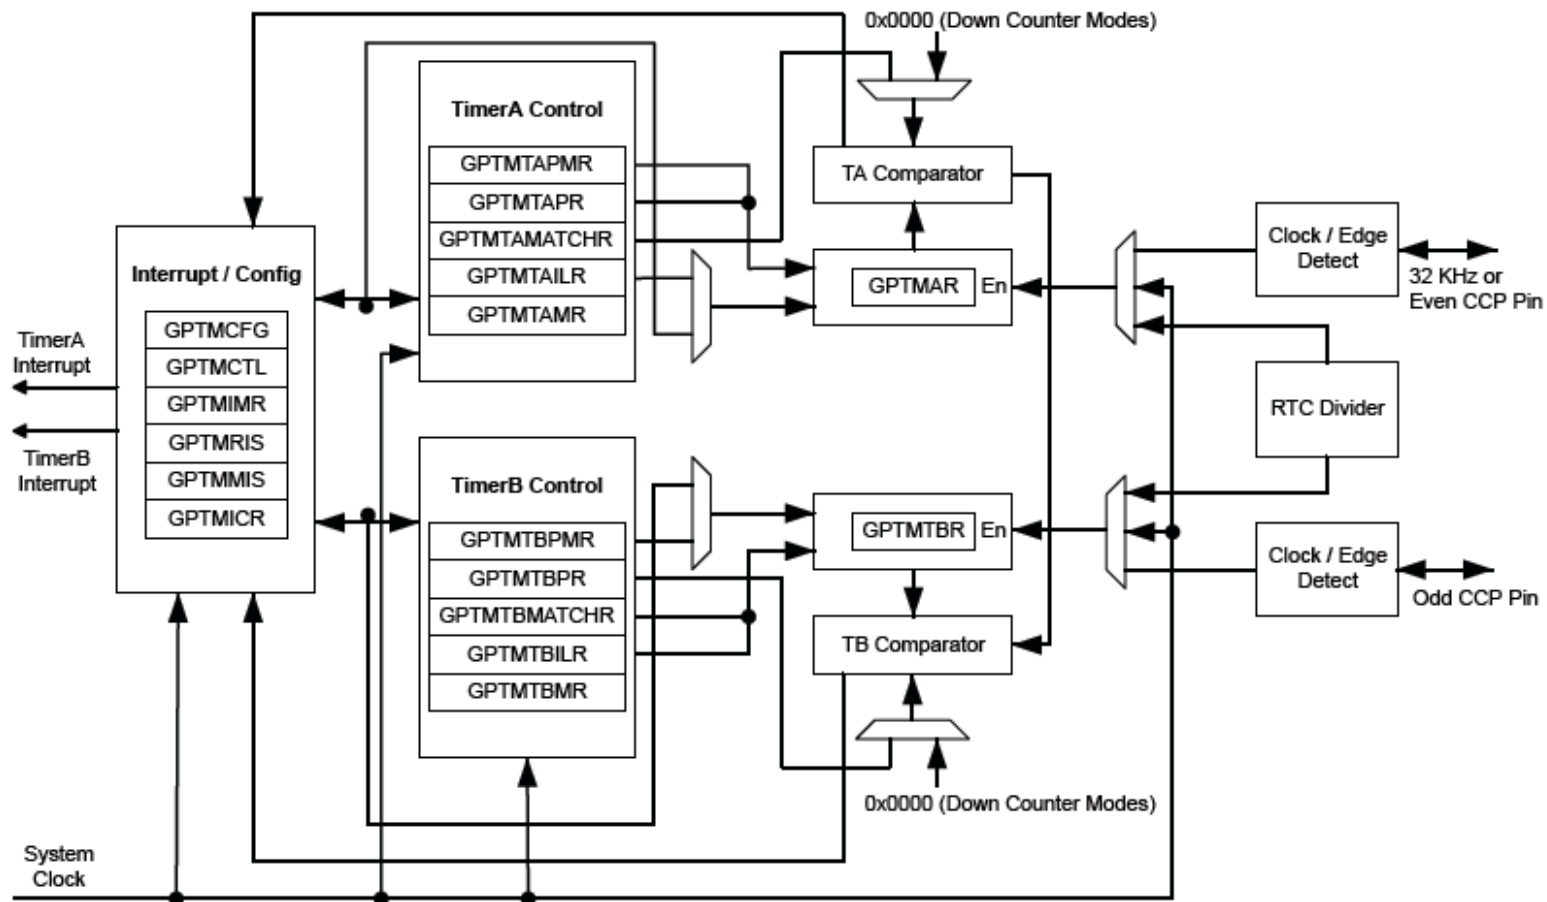 0x0000 (Down Counter Modes)
TimerA Control
GPTMTAPMR
GPTMTAPR
GPTMTAMATCHR
GPTMTAILR
GPTMTAMR
TA Comparator
GPTMAR
En
Clock / Edge
Detect
32 KHz or
Even CCP Pin
Interrupt / Config
GPTMCFG
GPTMCTL
GPTMIMR
GPTMRIS
GPTMMIS
GPTMICR
TimerA
Interrupt
TimerB
Interrupt
RTC Divider
TimerB Control
GPTMTBPMR
GPTMTBPR
GPTMTBMATCHR
GPTMTBILR
GPTMTBMR
GPTMTBR
En
TB Comparator
Clock / Edge
Detect
Odd CCP Pin
0x0000 (Down Counter Modes)
System
Clock